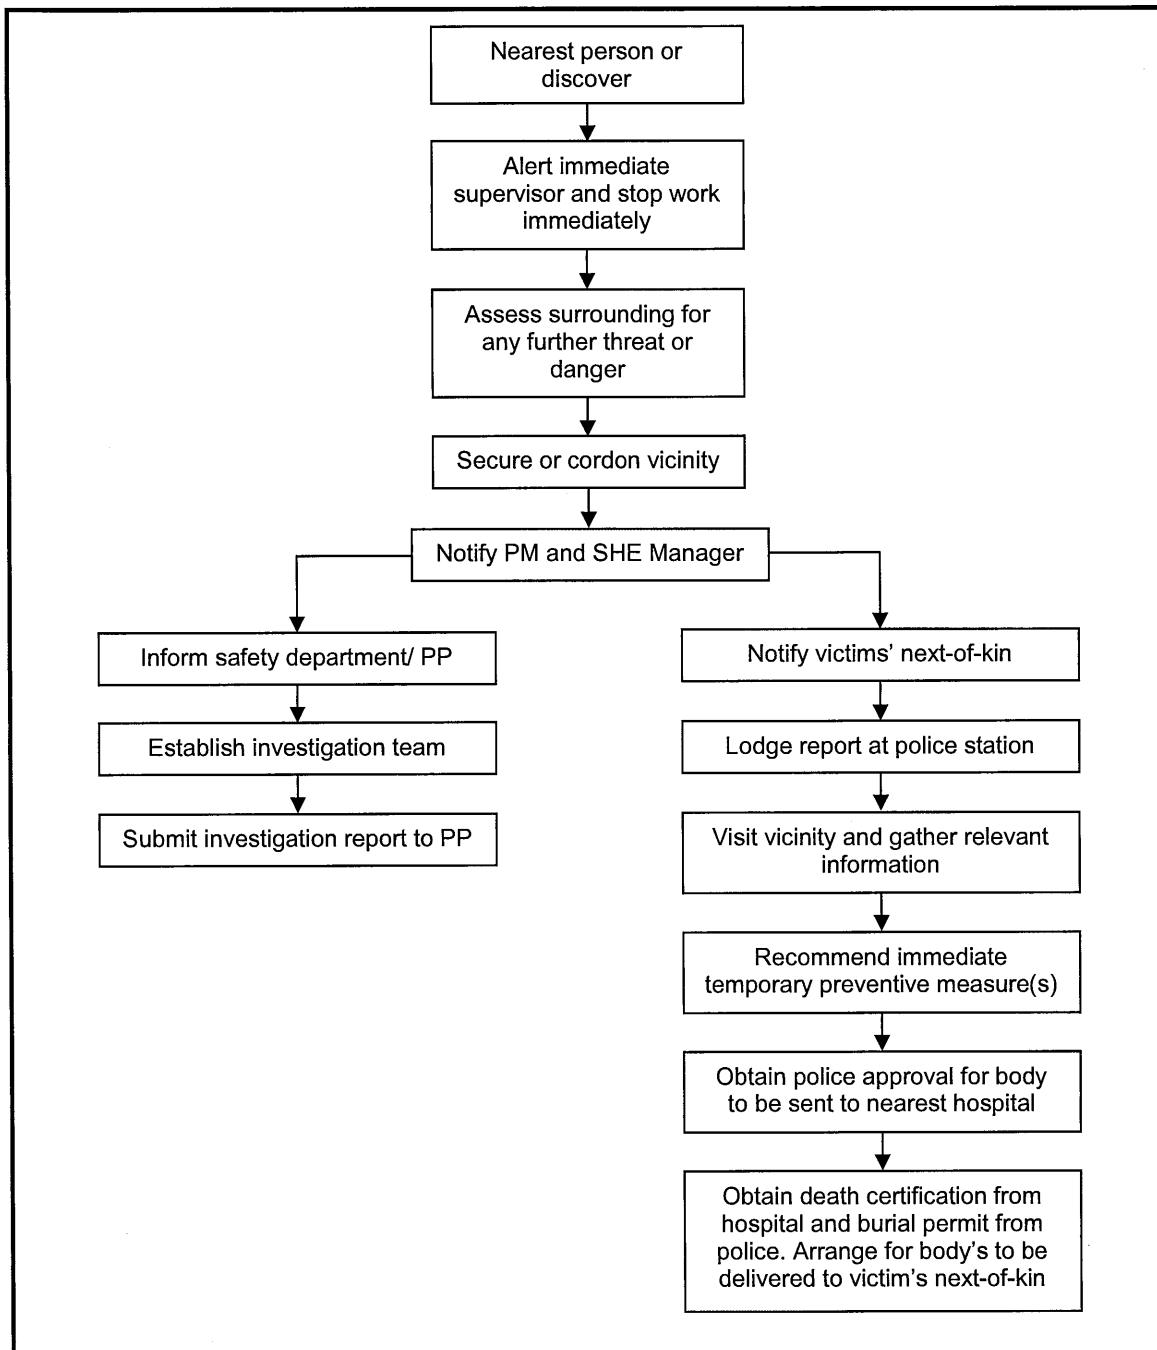 Nearest person or
discover
Alert immediate
supervisor and stop work
immediately
Assess surrounding for
any further threat or
danger
Secure or cordon vicinity
Notify PM and SHE Manager
Inform safety department/ PP
Establish investigation team
Submit investigation report to PP
Notify victims’ next-of-kin
Lodge report at police station
Visit vicinity and gather relevant
information
Recommend immediate
temporary preventive measure(s)
Obtain police approval for body
to be sent to nearest hospital
Obtain death certification from
hospital and burial permit from
police. Arrange for body’s to be
delivered to victim’s next-of-kin